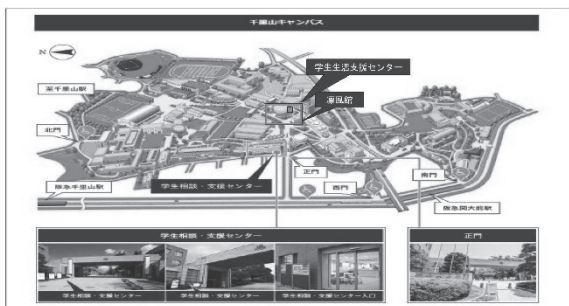 千里山キャンパス
N
学生生活支援センター
凜風館
至千里山駅
北門
阪急千里山駅
学生相談・支援センター
正門
西門
南門
阪急関大前駅
学生相談・支援センター
正門
学生相談・支援センター
学生相談・支援センター
学生相談・支援センター入口